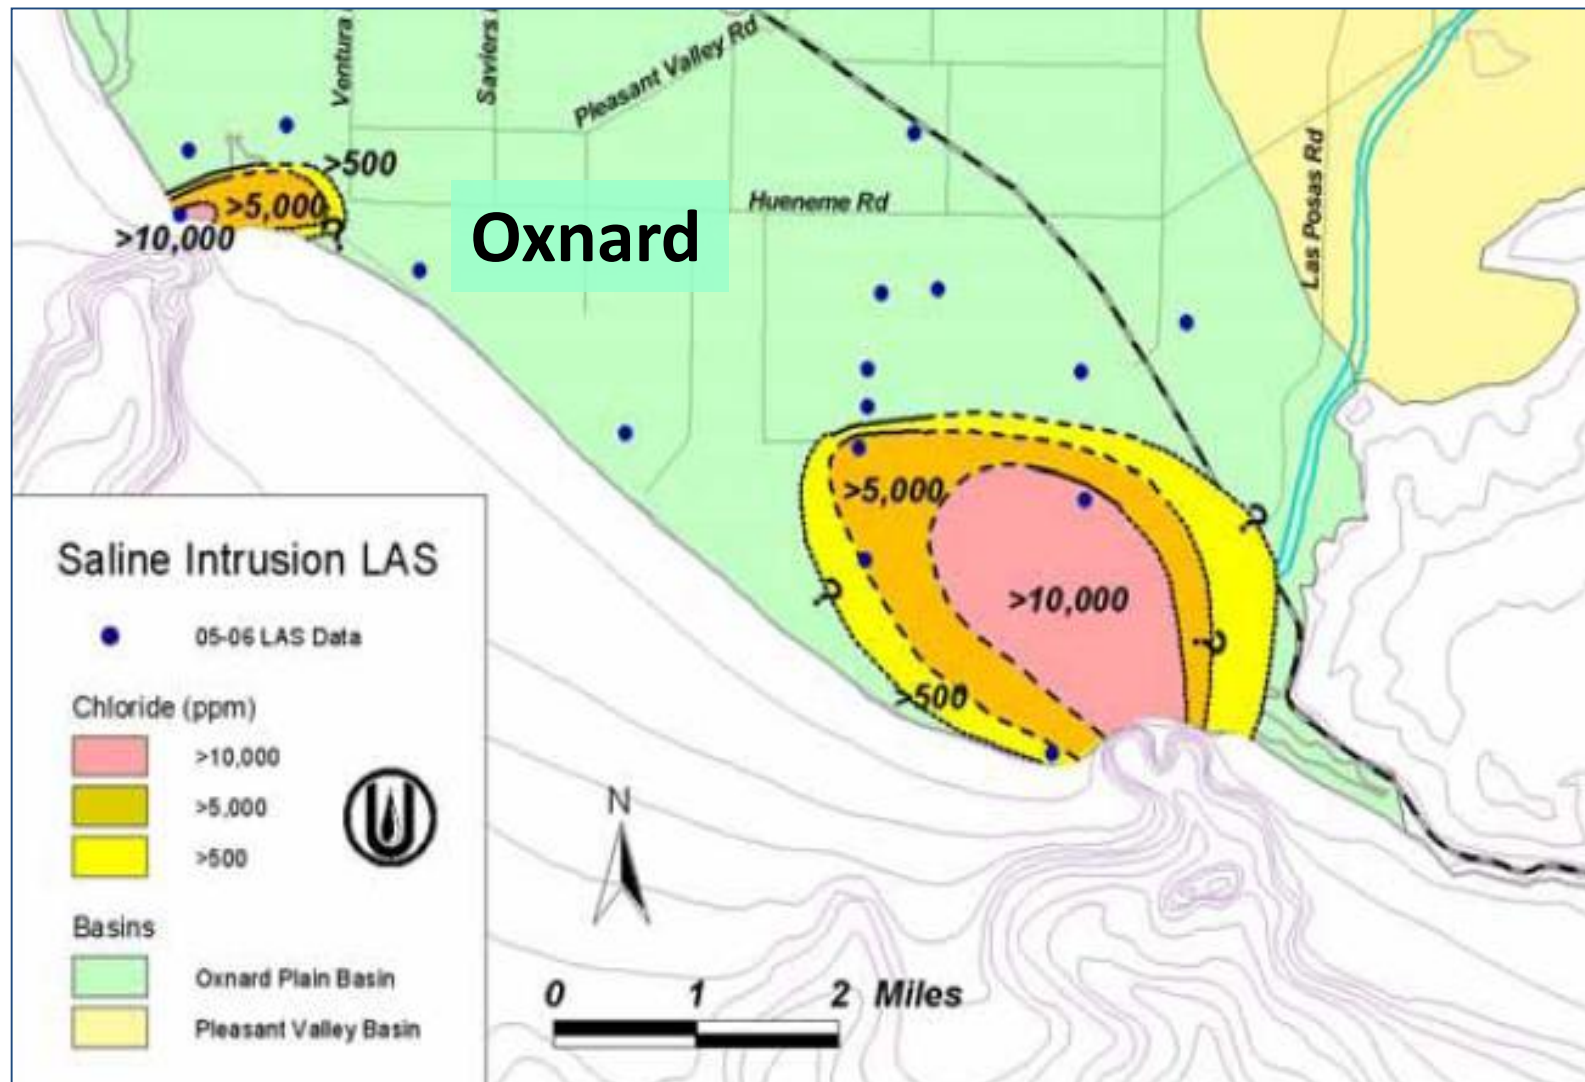 Ventura
Saviers
Pleasant Valley Rd
>500
>5,000
?
>10,000
Oxnard
Hueneme Rd
Las Posas Rd
>5,000
?
>10,000
?
?
>500
Saline Intrusion LAS
05-06 LAS Data
Chloride (ppm)
>10,000
>5,000
>500
U
Basins
Oxnard Plain Basin
Pleasant Valley Basin
N
0 1 2 Miles